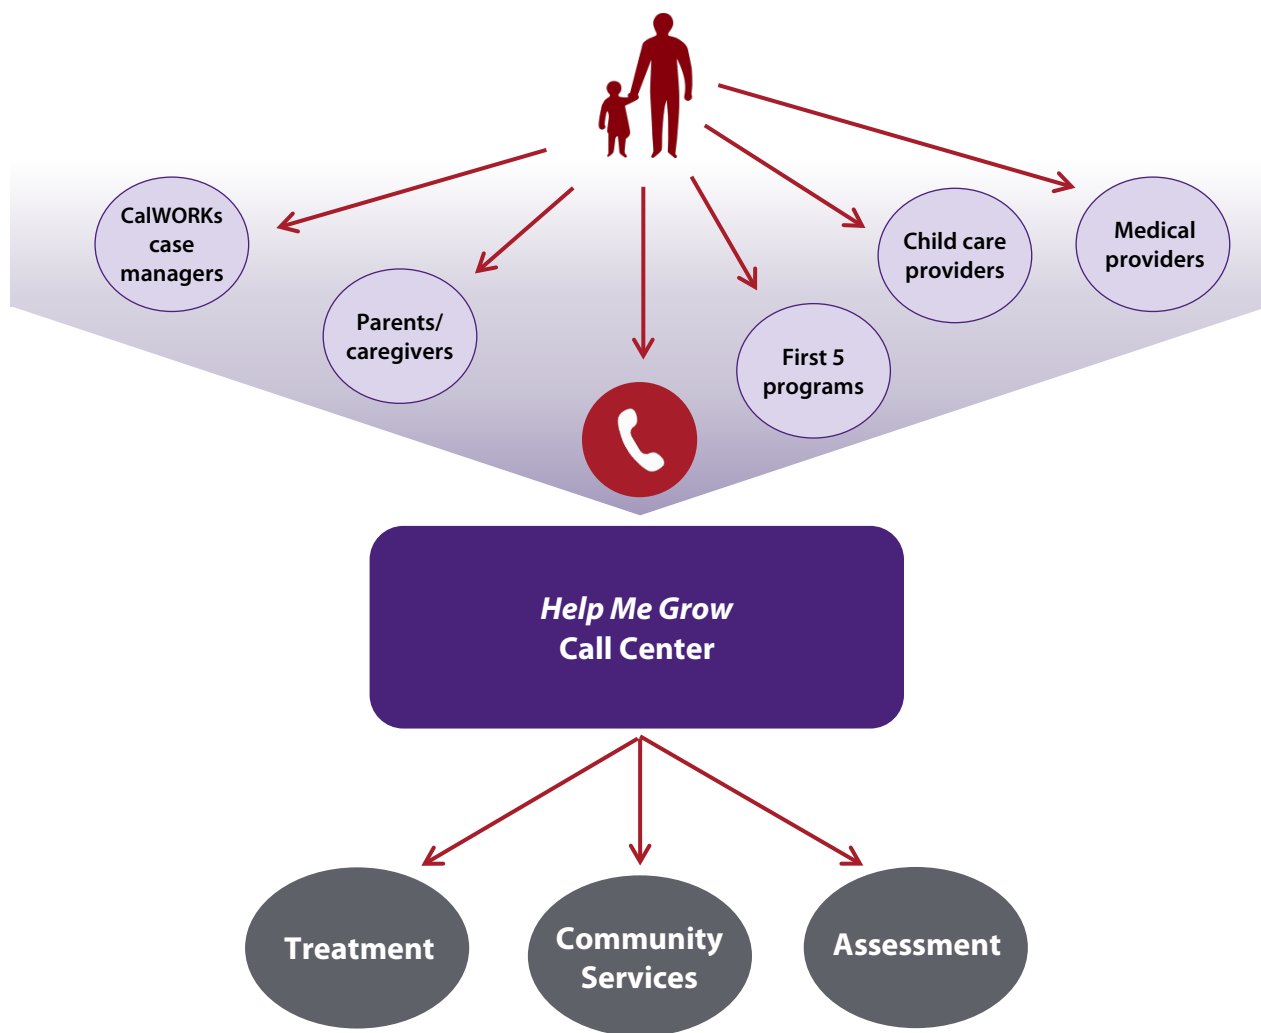 CalWORKs
case
managers
Parents/
caregivers
First 5
programs
Child care
providers
Medical
providers
Help Me Grow
Call Center
Treatment
Community
Services
Assessment